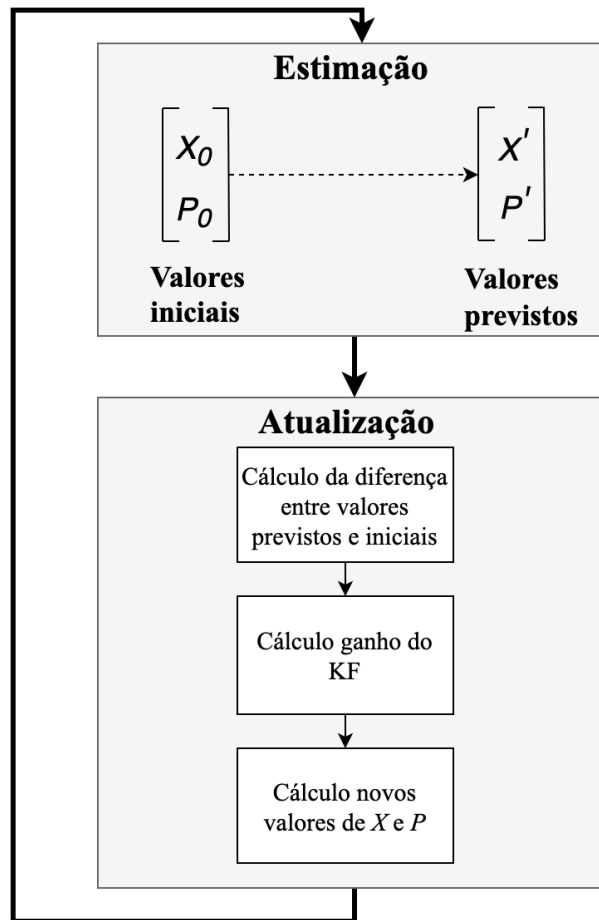 Estimação
X₀
X'
P₀
P'
Valores
iniciais
Valores
previstos
Atualização
Cálculo da diferença
entre valores
previstos e iniciais
Cálculo ganho do
KF
Cálculo novos
valores de X e P